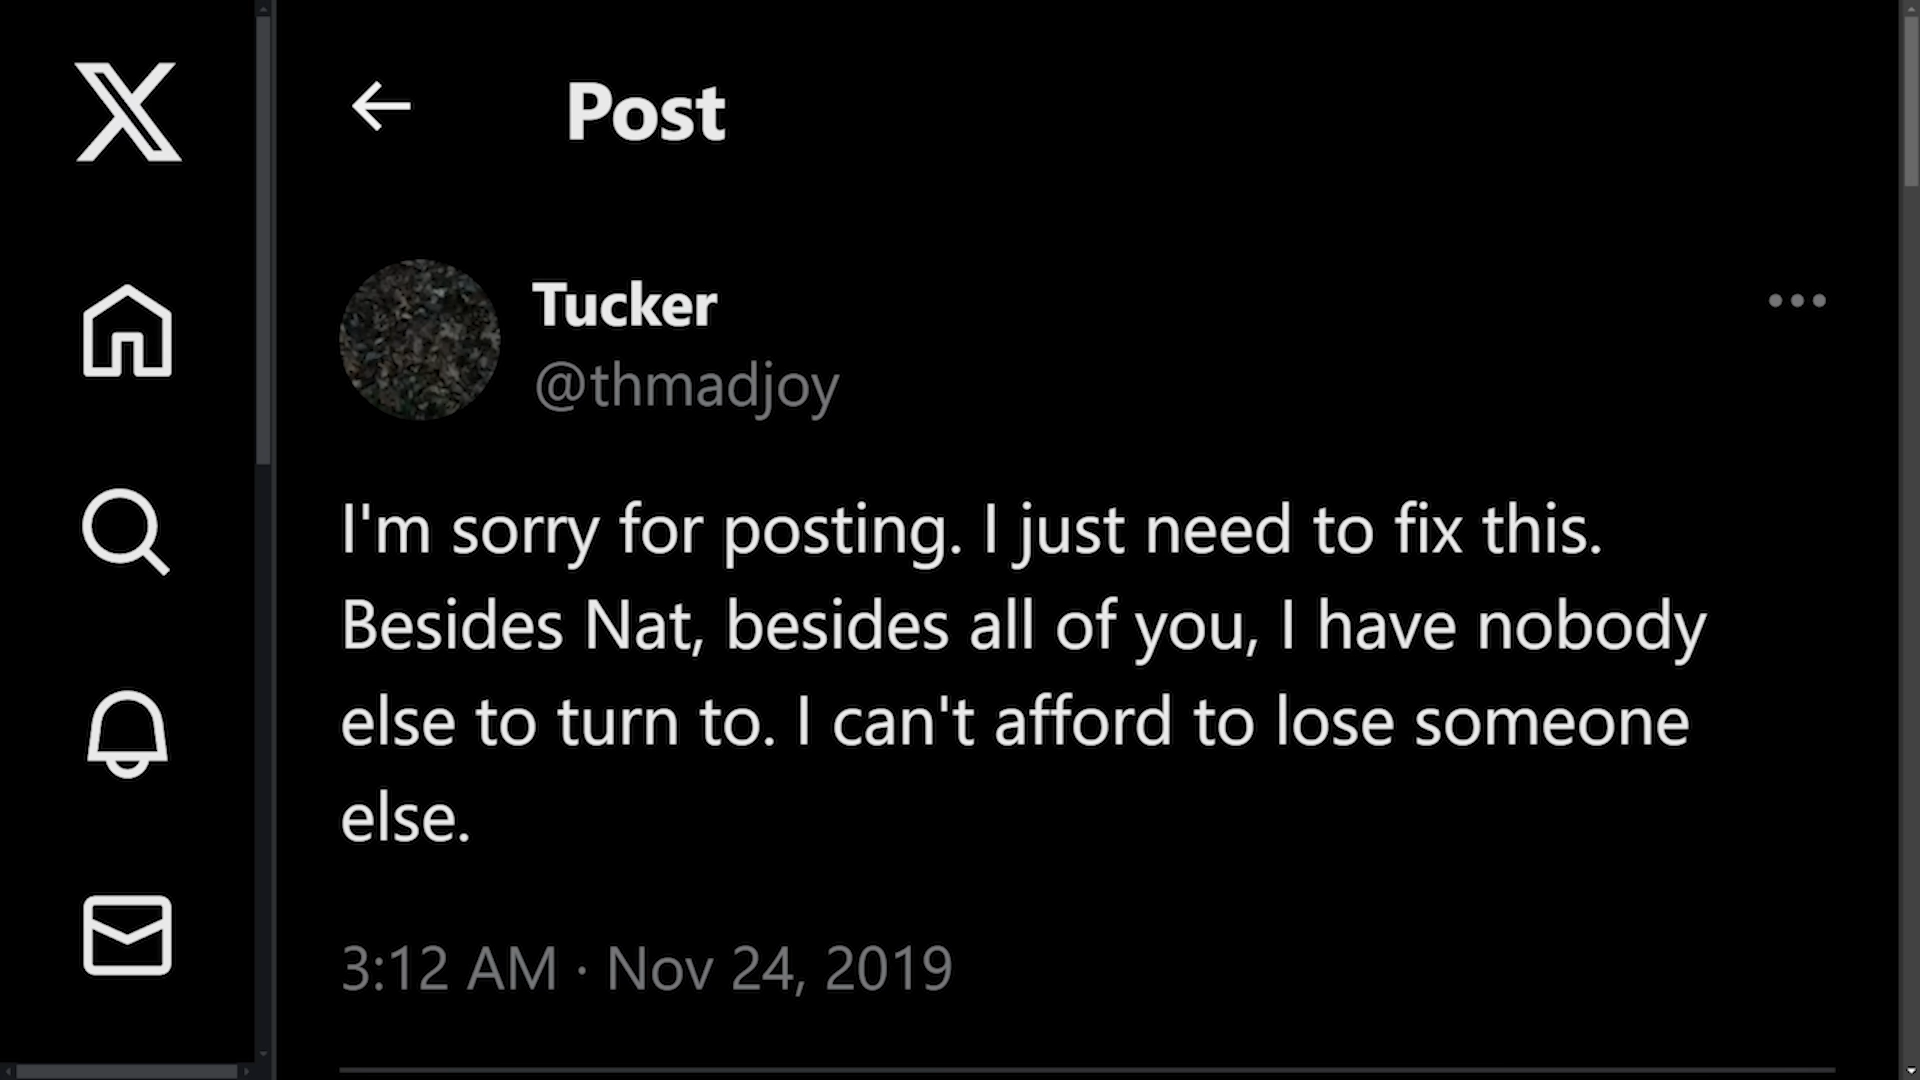 Post
Tucker
@thmadjoy
I'm sorry for posting. I just need to fix this.
Besides Nat, besides all of you, I have nobody
else to turn to. I can't afford to lose someone
else.
3:12 AM · Nov 24, 2019